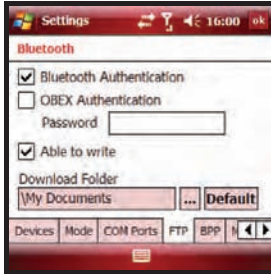 Settings 16:00 ok
Bluetooth
Bluetooth Authentication
OBEX Authentication
Password
Able to write
Download Folder
\My Documents ... Default
Devices Mode COM Ports FTP BPP